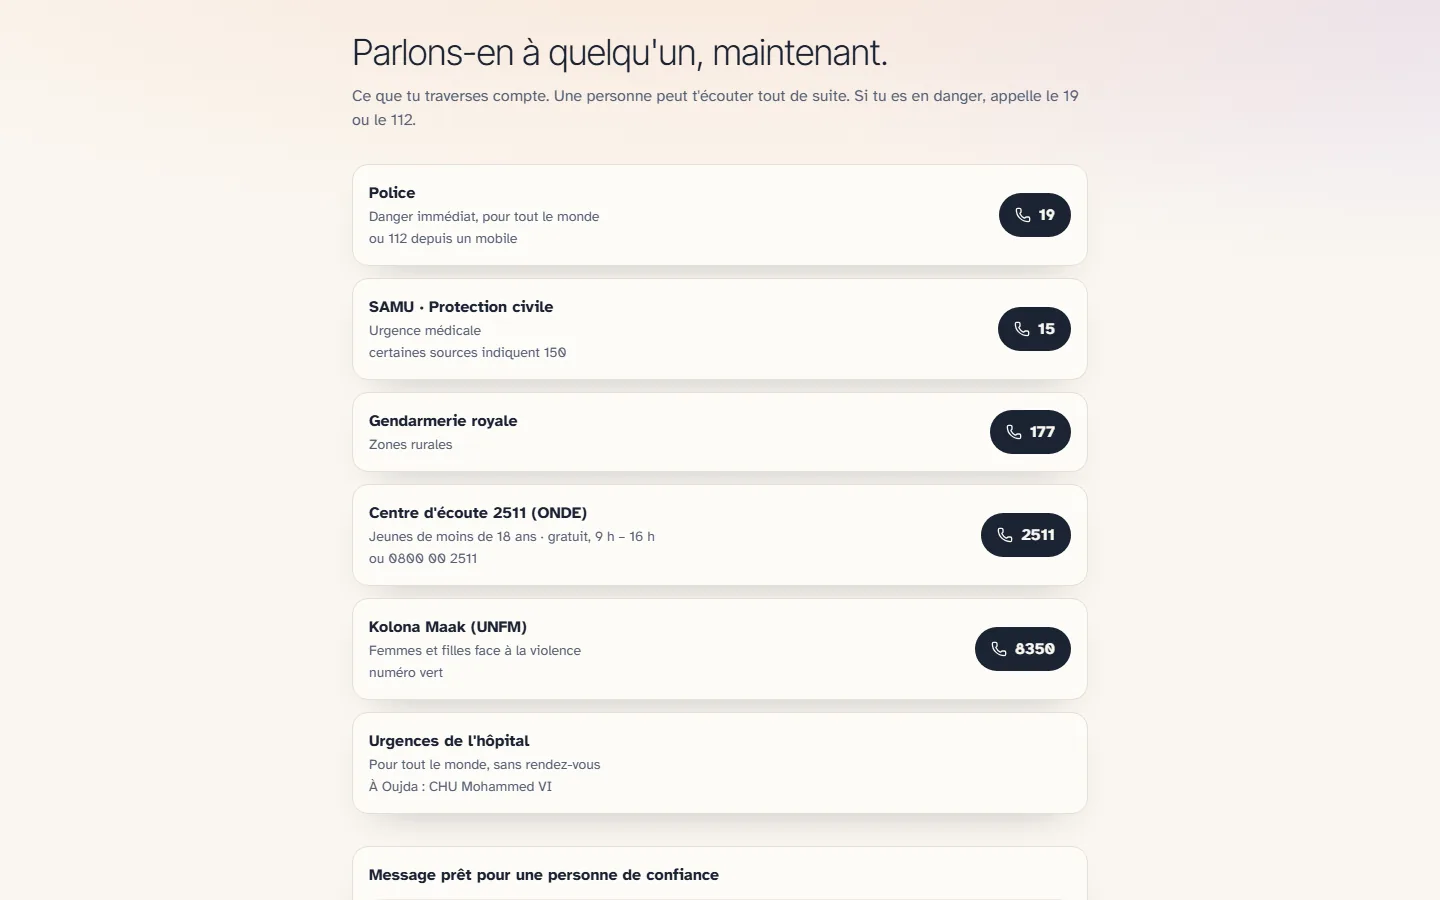 Parlons-en à quelqu'un, maintenant.
Ce que tu traverses compte. Une personne peut t'écouter tout de suite. Si tu es en danger, appelle le 19
ou le 112.
Police
Danger immédiat, pour tout le monde
ou 112 depuis un mobile
19
SAMU · Protection civile
Urgence médicale
certaines sources indiquent 150
15
Gendarmerie royale
Zones rurales
177
Centre d'écoute 2511 (ONDE)
Jeunes de moins de 18 ans · gratuit, 9 h – 16 h
ou 0800 00 2511
2511
Kolona Maak (UNFM)
Femmes et filles face à la violence
numéro vert
8350
Urgences de l'hôpital
Pour tout le monde, sans rendez-vous
À Oujda : CHU Mohammed VI
Message prêt pour une personne de confiance